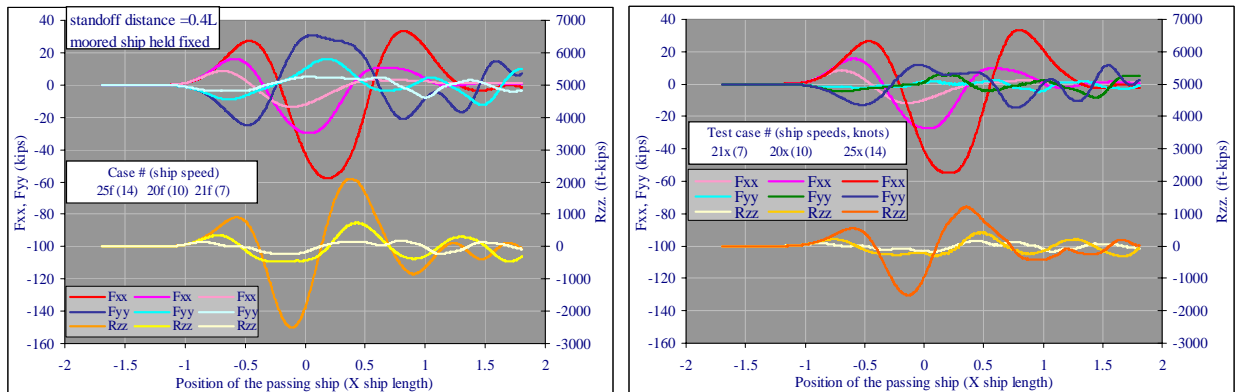 standoff distance =0.4L
moored ship held fixed
40
20
0
-20
-40
-60
-80
-100
-120
-140
-160
Fxx, Fyy (kips)
7000
6000
5000
4000
3000
2000
1000
0
-1000
-2000
-3000
Rzz. (ft-kips)
Case # (ship speed)
25f (14) 20f (10) 21f (7)
Fxx Fxx Fxx
Fyy Fyy Fyy
Rzz Rzz Rzz
-2 -1.5 -1 -0.5 0 0.5 1 1.5 2
Position of the passing ship (X ship length)
40
20
0
-20
-40
-60
-80
-100
-120
-140
-160
Fxx, Fyy (kips)
7000
6000
5000
4000
3000
2000
1000
0
-1000
-2000
-3000
Rzz. (ft-kips)
Test case # (ship speeds, knots)
21x (7) 20x (10) 25x (14)
Fxx Fxx Fxx
Fyy Fyy Fyy
Rzz Rzz Rzz
-2 -1.5 -1 -0.5 0 0.5 1 1.5 2
Position of the passing ship (X ship length)